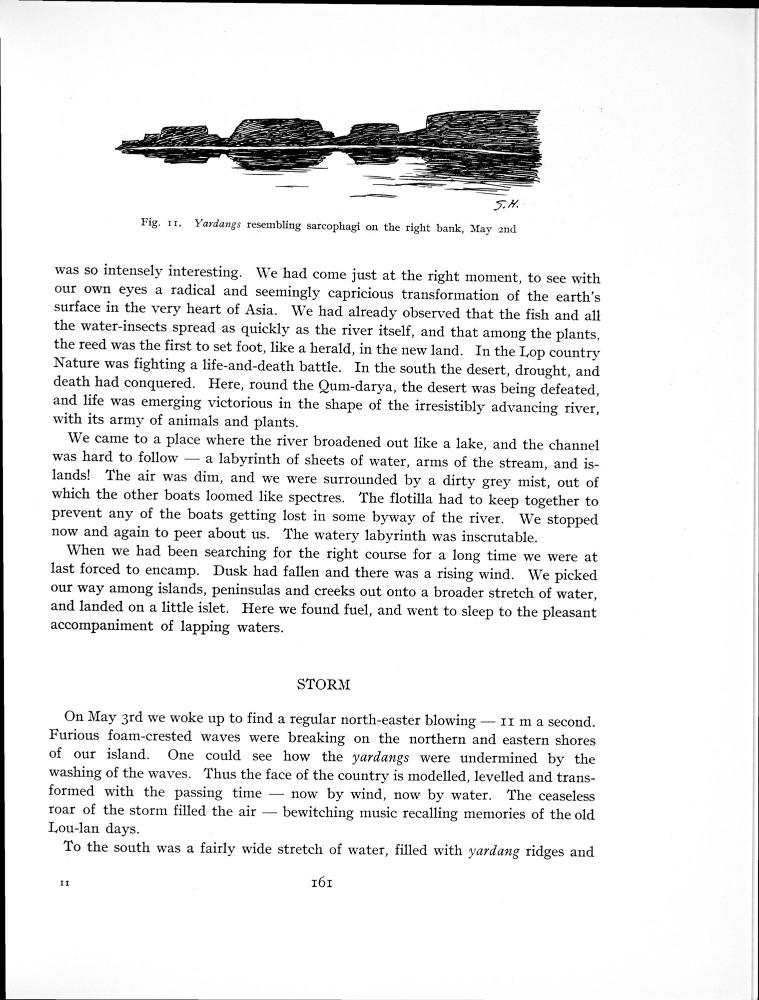 S.H.
Fig. 11. Yardangs resembling sarcophagi on the right bank, May 2nd
was so intensely interesting. We had come just at the right moment, to see with
our own eyes a radical and seemingly capricious transformation of the earth's
surface in the very heart of Asia. We had already observed that the fish and all
the water-insects spread as quickly as the river itself, and that among the plants,
the reed was the first to set foot, like a herald, in the new land. In the Lop country
Nature was fighting a life-and-death battle. In the south the desert, drought, and
death had conquered. Here, round the Qum-darya, the desert was being defeated,
and life was emerging victorious in the shape of the irresistibly advancing river,
with its army of animals and plants.
We came to a place where the river broadened out like a lake, and the channel
was hard to follow — a labyrinth of sheets of water, arms of the stream, and is-
lands! The air was dim, and we were surrounded by a dirty grey mist, out of
which the other boats loomed like spectres. The flotilla had to keep together to
prevent any of the boats getting lost in some byway of the river. We stopped
now and again to peer about us. The watery labyrinth was inscrutable.
When we had been searching for the right course for a long time we were at
last forced to encamp. Dusk had fallen and there was a rising wind. We picked
our way among islands, peninsulas and creeks out onto a broader stretch of water,
and landed on a little islet. Here we found fuel, and went to sleep to the pleasant
accompaniment of lapping waters.
STORM
On May 3rd we woke up to find a regular north-easter blowing — 11 m a second.
Furious foam-crested waves were breaking on the northern and eastern shores
of our island. One could see how the yardangs were undermined by the
washing of the waves. Thus the face of the country is modelled, levelled and trans-
formed with the passing time — now by wind, now by water. The ceaseless
roar of the storm filled the air — bewitching music recalling memories of the old
Lou-lan days.
To the south was a fairly wide stretch of water, filled with yardang ridges and
11 161